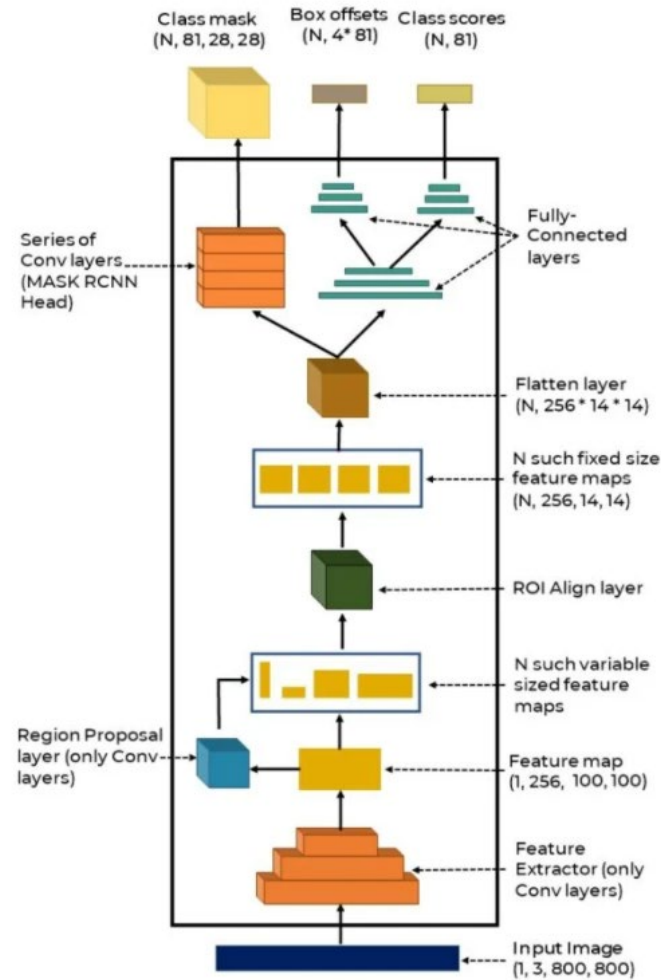 Class mask
(N, 81, 28, 28)
Box offsets
(N, 4* 81)
Class scores
(N, 81)
Series of
Conv layers
(MASK RCNN
Head)
Fully-
Connected
layers
Flatten layer
(N, 256 * 14 * 14)
N such fixed size
feature maps
(N, 256, 14, 14)
ROI Align layer
N such variable
sized feature
maps
Region Proposal
layer (only Conv
layers)
Feature map
(1, 256, 100, 100)
Feature
Extractor (only
Conv layers)
Input Image
(1, 3, 800, 800)